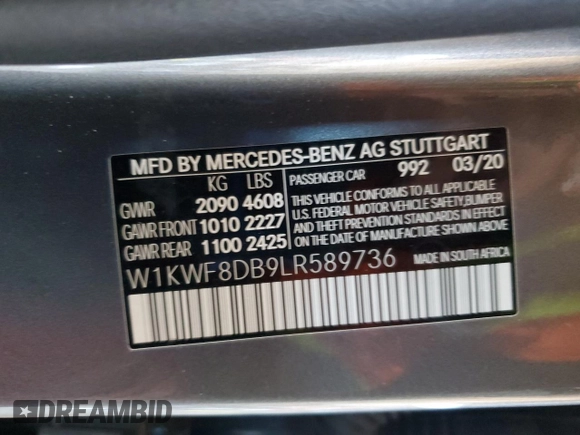 MFD BY MERCEDES-BENZ AG STUTTGART
KG LBS PASSENGER CAR 992 03/20
GVWR 2090 4608
GAWR FRONT 1010 2227
GAWR REAR 1100 2425
THIS VEHICLE CONFORMS TO ALL APPLICABLE
U.S. FEDERAL MOTOR VEHICLE SAFETY,BUMPER
AND THEFT PREVENTION STANDARDS IN EFFECT
ON THE DATE OF MANUFACTURE SHOWN ABOVE.
W1KWF8DB9LR589736
MADE IN SOUTH AFRICA
DREAMBID